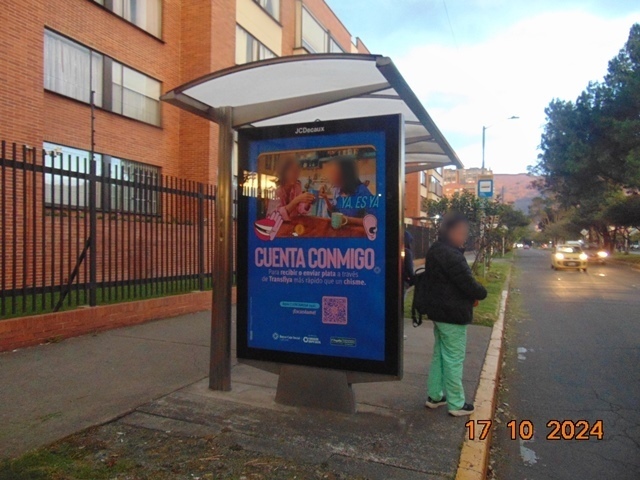 JCDecaux
YA, ES YA
CUENTA CONMIGO
Para recibir o enviar plata a través
de Transfiya más rápido que un chisme.
17 10 2024